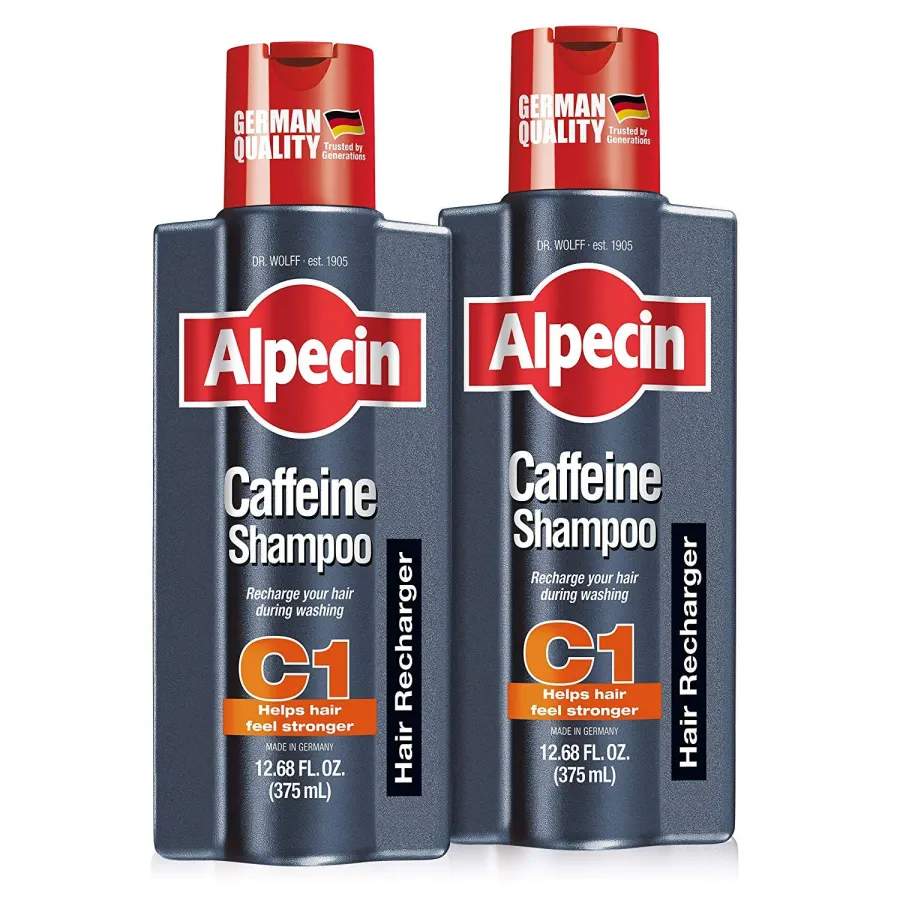 GERMAN
QUALITY
Trusted by
Generations
DR. WOLFF · est. 1905
Alpecin
Caffeine
Shampoo
Recharge your hair
during washing
C1
Helps hair
feel stronger
MADE IN GERMANY
12.68 FL. OZ.
(375 mL)
Hair Recharger
GERMAN
QUALITY
Trusted by
Generations
DR. WOLFF · est. 1905
Alpecin
Caffeine
Shampoo
Recharge your hair
during washing
C1
Helps hair
feel stronger
MADE IN GERMANY
12.68 FL. OZ.
(375 mL)
Hair Recharger